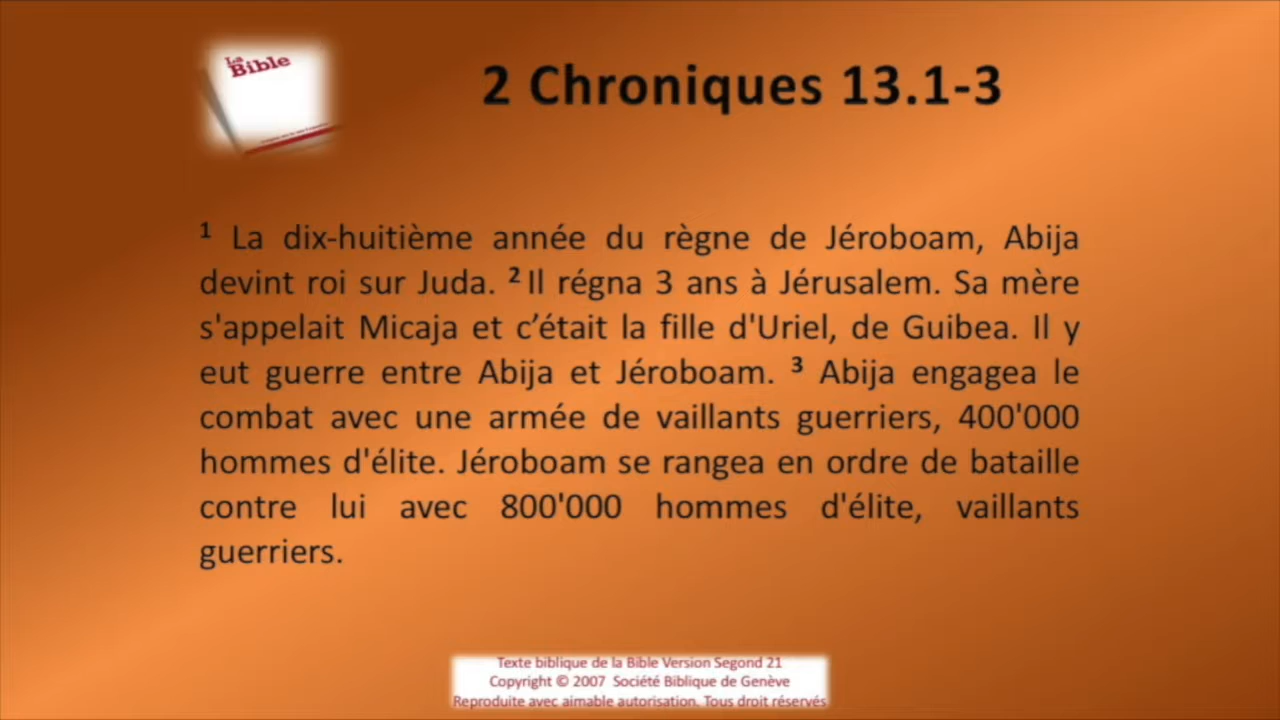 La
Bible
2 Chroniques 13.1-3
1 La dix-huitième année du règne de Jéroboam, Abija
devint roi sur Juda. 2 Il régna 3 ans à Jérusalem. Sa mère
s'appelait Micaja et c’était la fille d'Uriel, de Guibea. Il y
eut guerre entre Abija et Jéroboam. 3 Abija engagea le
combat avec une armée de vaillants guerriers, 400'000
hommes d'élite. Jéroboam se rangea en ordre de bataille
contre lui avec 800'000 hommes d'élite, vaillants
guerriers.
Texte biblique de la Bible Version Segond 21
Copyright © 2007 Société Biblique de Genève
Reproduite avec aimable autorisation. Tous droit réservés